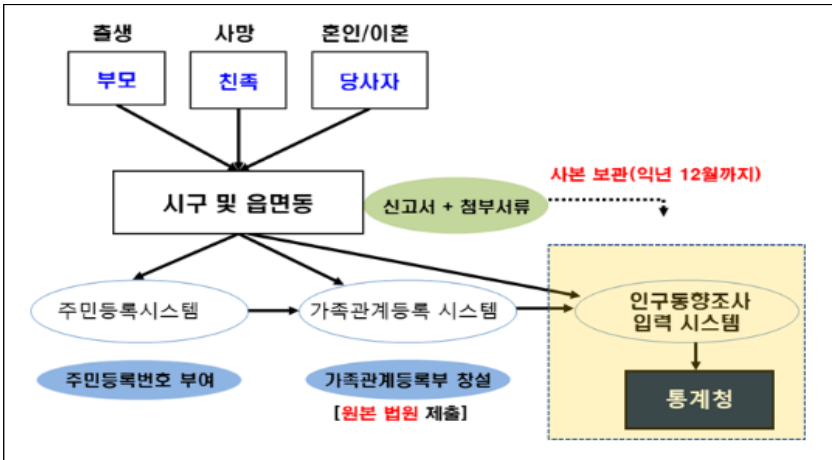 출생
사망
혼인/이혼
부모
친족
당사자
시구 및 읍면동
신고서 + 첨부서류
사본 보관(익년 12월까지)
주민등록시스템
가족관계등록 시스템
인구동향조사
입력 시스템
주민등록번호 부여
가족관계등록부 창설
[원본 법원 제출]
통계청